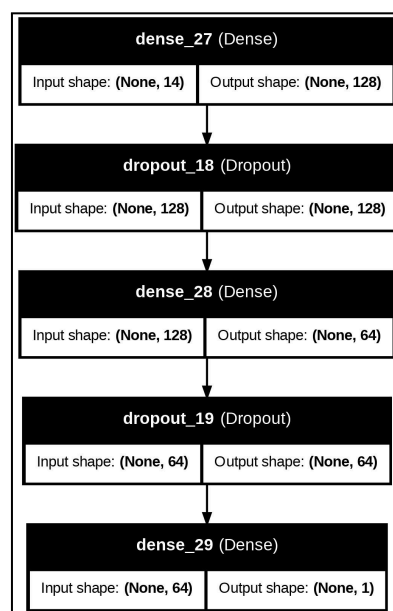 dense_27 (Dense)
Input shape: (None, 14) Output shape: (None, 128)
dropout_18 (Dropout)
Input shape: (None, 128) Output shape: (None, 128)
dense_28 (Dense)
Input shape: (None, 128) Output shape: (None, 64)
dropout_19 (Dropout)
Input shape: (None, 64) Output shape: (None, 64)
dense_29 (Dense)
Input shape: (None, 64) Output shape: (None, 1)